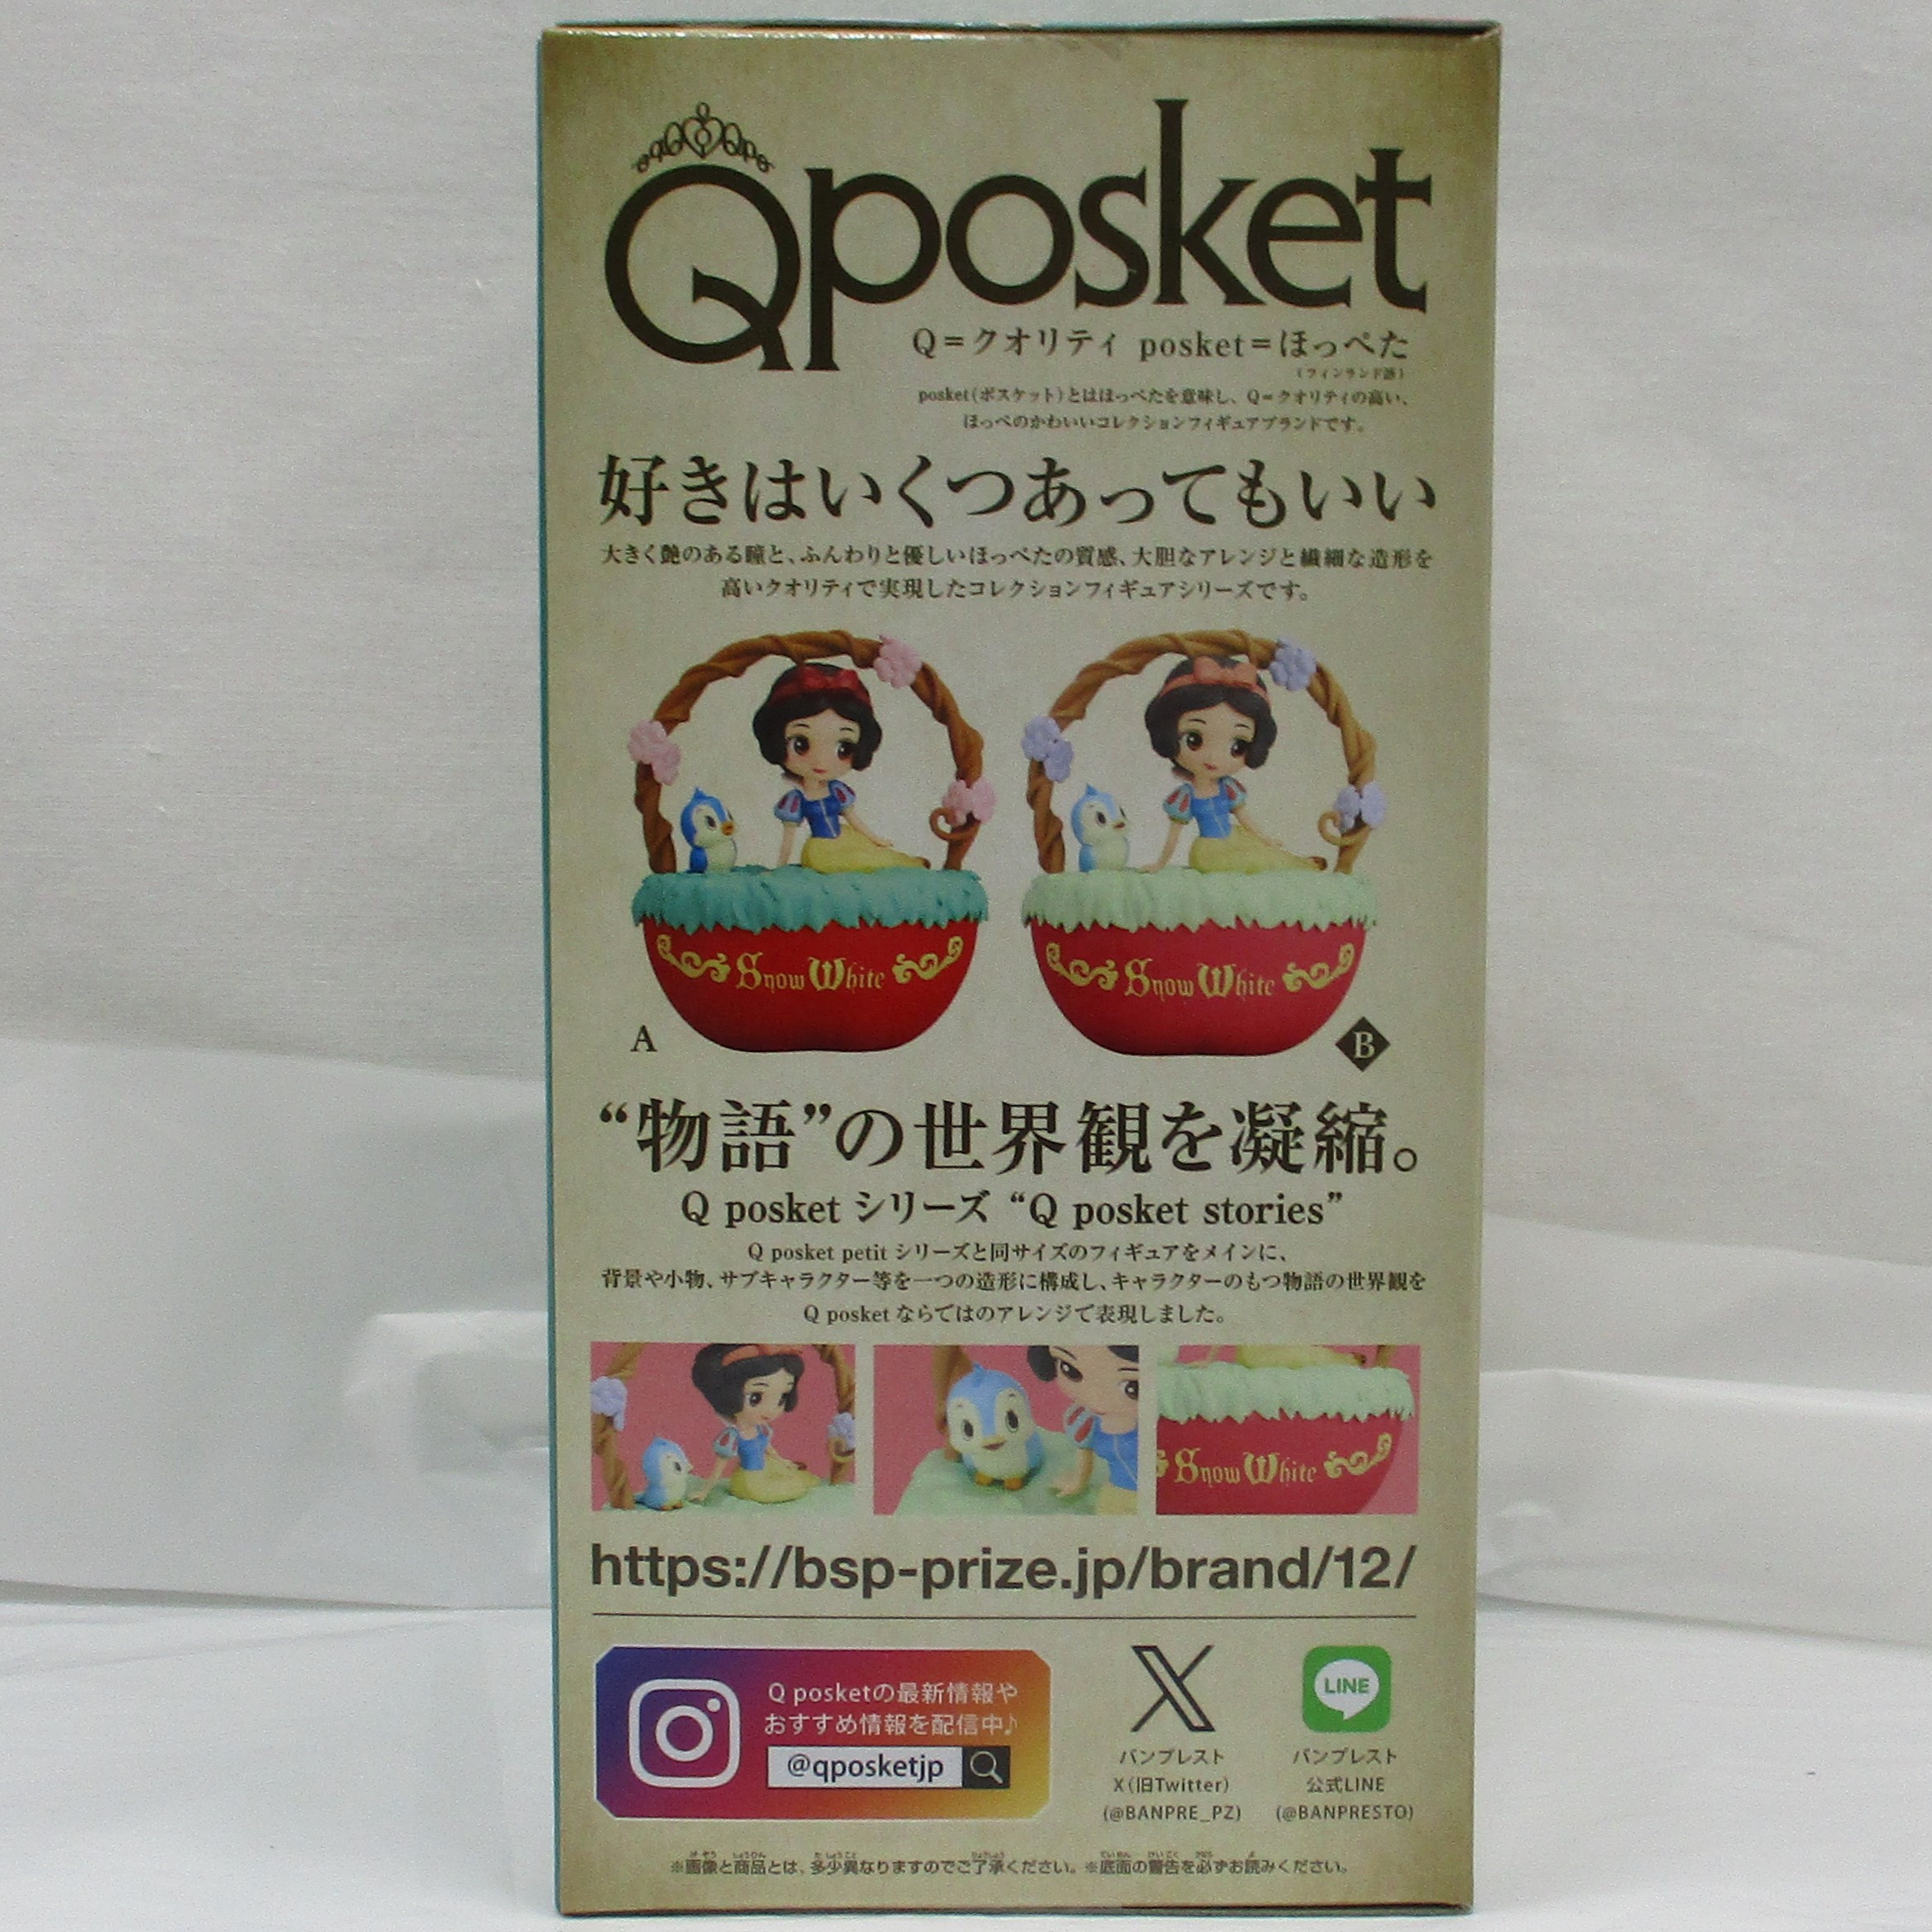 Qposket
Q=クオリティ posket=ほっぺた
(フィンランド語)
posket(ポスケット)とはほっぺたを意味し、Q=クオリティの高い、
ほっぺのかわいいコレクションフィギュアブランドです。
好きはいくつあってもいい
大きく艶のある瞳と、ふんわりと優しいほっぺたの質感、大胆なアレンジと繊細な造形を
高いクオリティで実現したコレクションフィギュアシリーズです。
Snow White
Snow White
A
B
“物語”の世界観を凝縮。
Q posket シリーズ “Q posket stories”
Q posket petit シリーズと同サイズのフィギュアをメインに、
背景や小物、サブキャラクター等を一つの造形に構成し、キャラクターのもつ物語の世界観を
Q posket ならではのアレンジで表現しました。
Snow White
https://bsp-prize.jp/brand/12/
Q posketの最新情報や
おすすめ情報を配信中♪
@qposketjp
バンプレスト
X(旧Twitter)
(@BANPRE_PZ)
LINE
バンプレスト
公式LINE
(@BANPRESTO)
※画像と商品とは、多少異なりますのでご了承ください。※底面の警告を必ずお読みください。